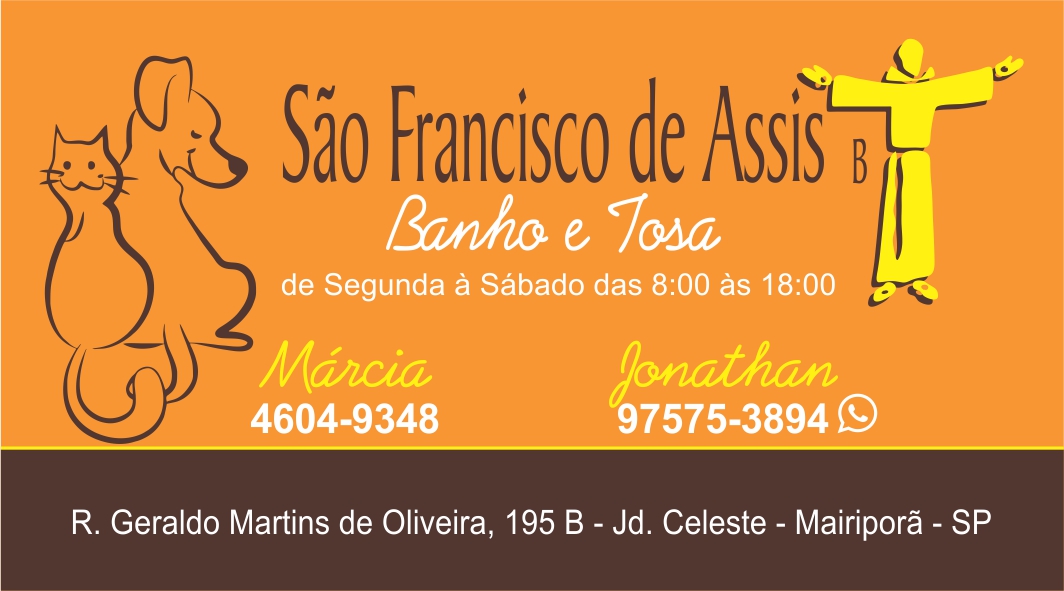 São Francisco de Assis B
Banho e Tosa
de Segunda à Sábado das 8:00 às 18:00
Márcia
4604-9348
Jonathan
97575-3894
R. Geraldo Martins de Oliveira, 195 B - Jd. Celeste - Mairiporã - SP